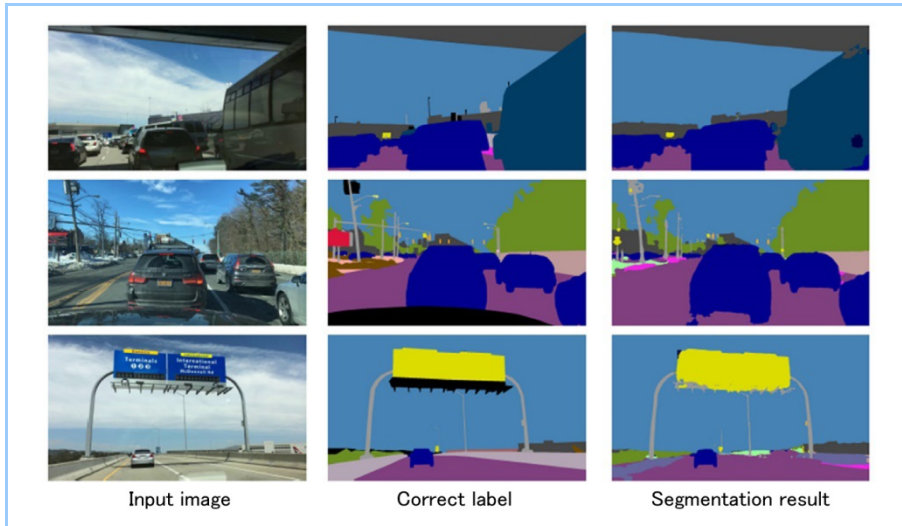 Terminals
International
Terminal
Input image
Correct label
Segmentation result